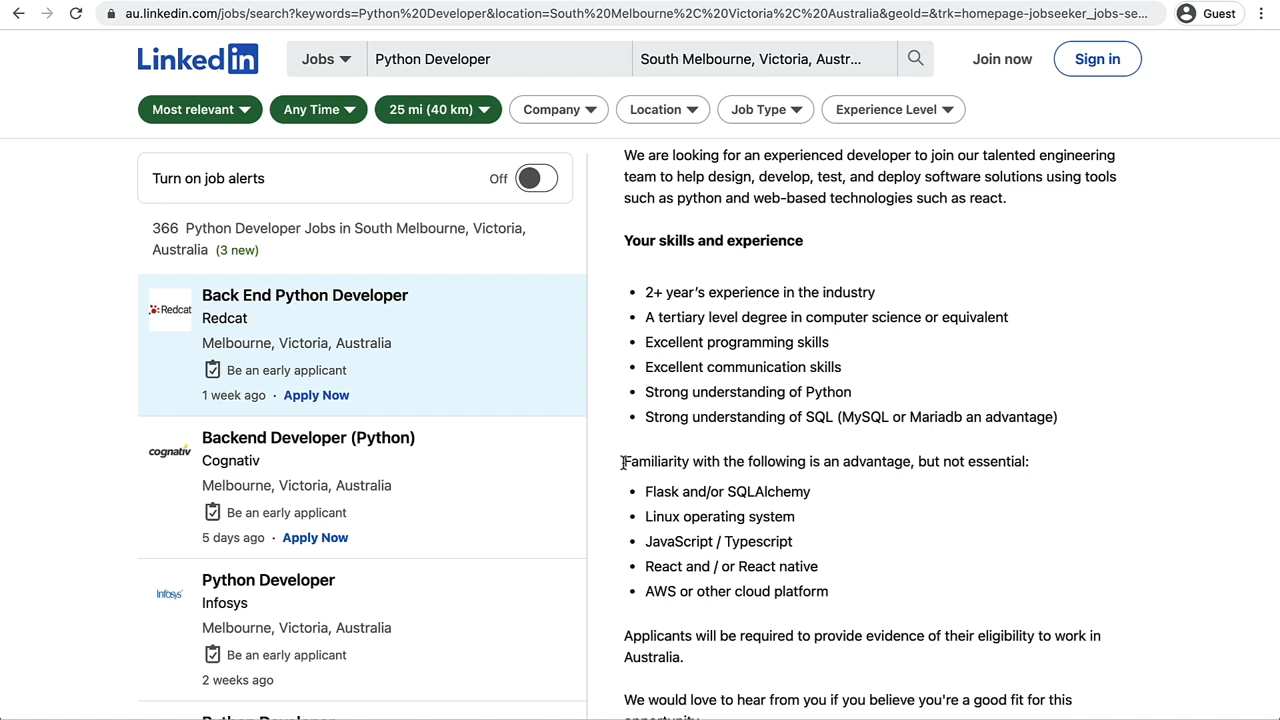 au.linkedin.com/jobs/search?keywords=Python%20Developer&location=South%20Melbourne%2C%20Victoria%2C%20Australia&geoId=&trk=homepage-jobseeker_jobs-se...
Guest
Linked in
Jobs
Python Developer
South Melbourne, Victoria, Austr...
Join now
Sign in
Most relevant
Any Time
25 mi (40 km)
Company
Location
Job Type
Experience Level
Turn on job alerts
Off
366 Python Developer Jobs in South Melbourne, Victoria,
Australia (3 new)
Redcat
Back End Python Developer
Redcat
Melbourne, Victoria, Australia
Be an early applicant
1 week ago · Apply Now
cognativ
Backend Developer (Python)
Cognativ
Melbourne, Victoria, Australia
Be an early applicant
5 days ago · Apply Now
Infosys
Python Developer
Infosys
Melbourne, Victoria, Australia
Be an early applicant
2 weeks ago
Python Developer
We are looking for an experienced developer to join our talented engineering
team to help design, develop, test, and deploy software solutions using tools
such as python and web-based technologies such as react.
Your skills and experience
• 2+ year’s experience in the industry
• A tertiary level degree in computer science or equivalent
• Excellent programming skills
• Excellent communication skills
• Strong understanding of Python
• Strong understanding of SQL (MySQL or Mariadb an advantage)
Familiarity with the following is an advantage, but not essential:
• Flask and/or SQLAlchemy
• Linux operating system
• JavaScript / Typescript
• React and / or React native
• AWS or other cloud platform
Applicants will be required to provide evidence of their eligibility to work in
Australia.
We would love to hear from you if you believe you're a good fit for this
opportunity.